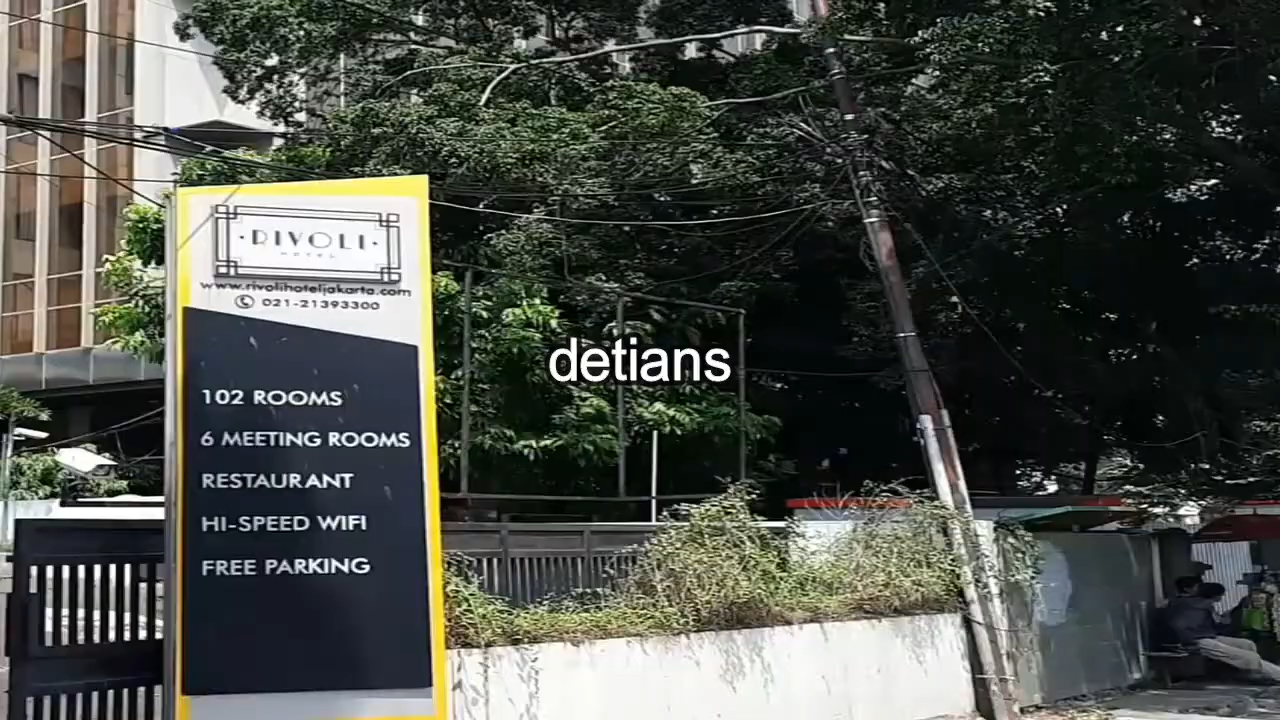 RIVOLI
HOTEL
www.rivolihoteljakarta.com
021-21393300
detians
102 ROOMS
6 MEETING ROOMS
RESTAURANT
HI-SPEED WIFI
FREE PARKING